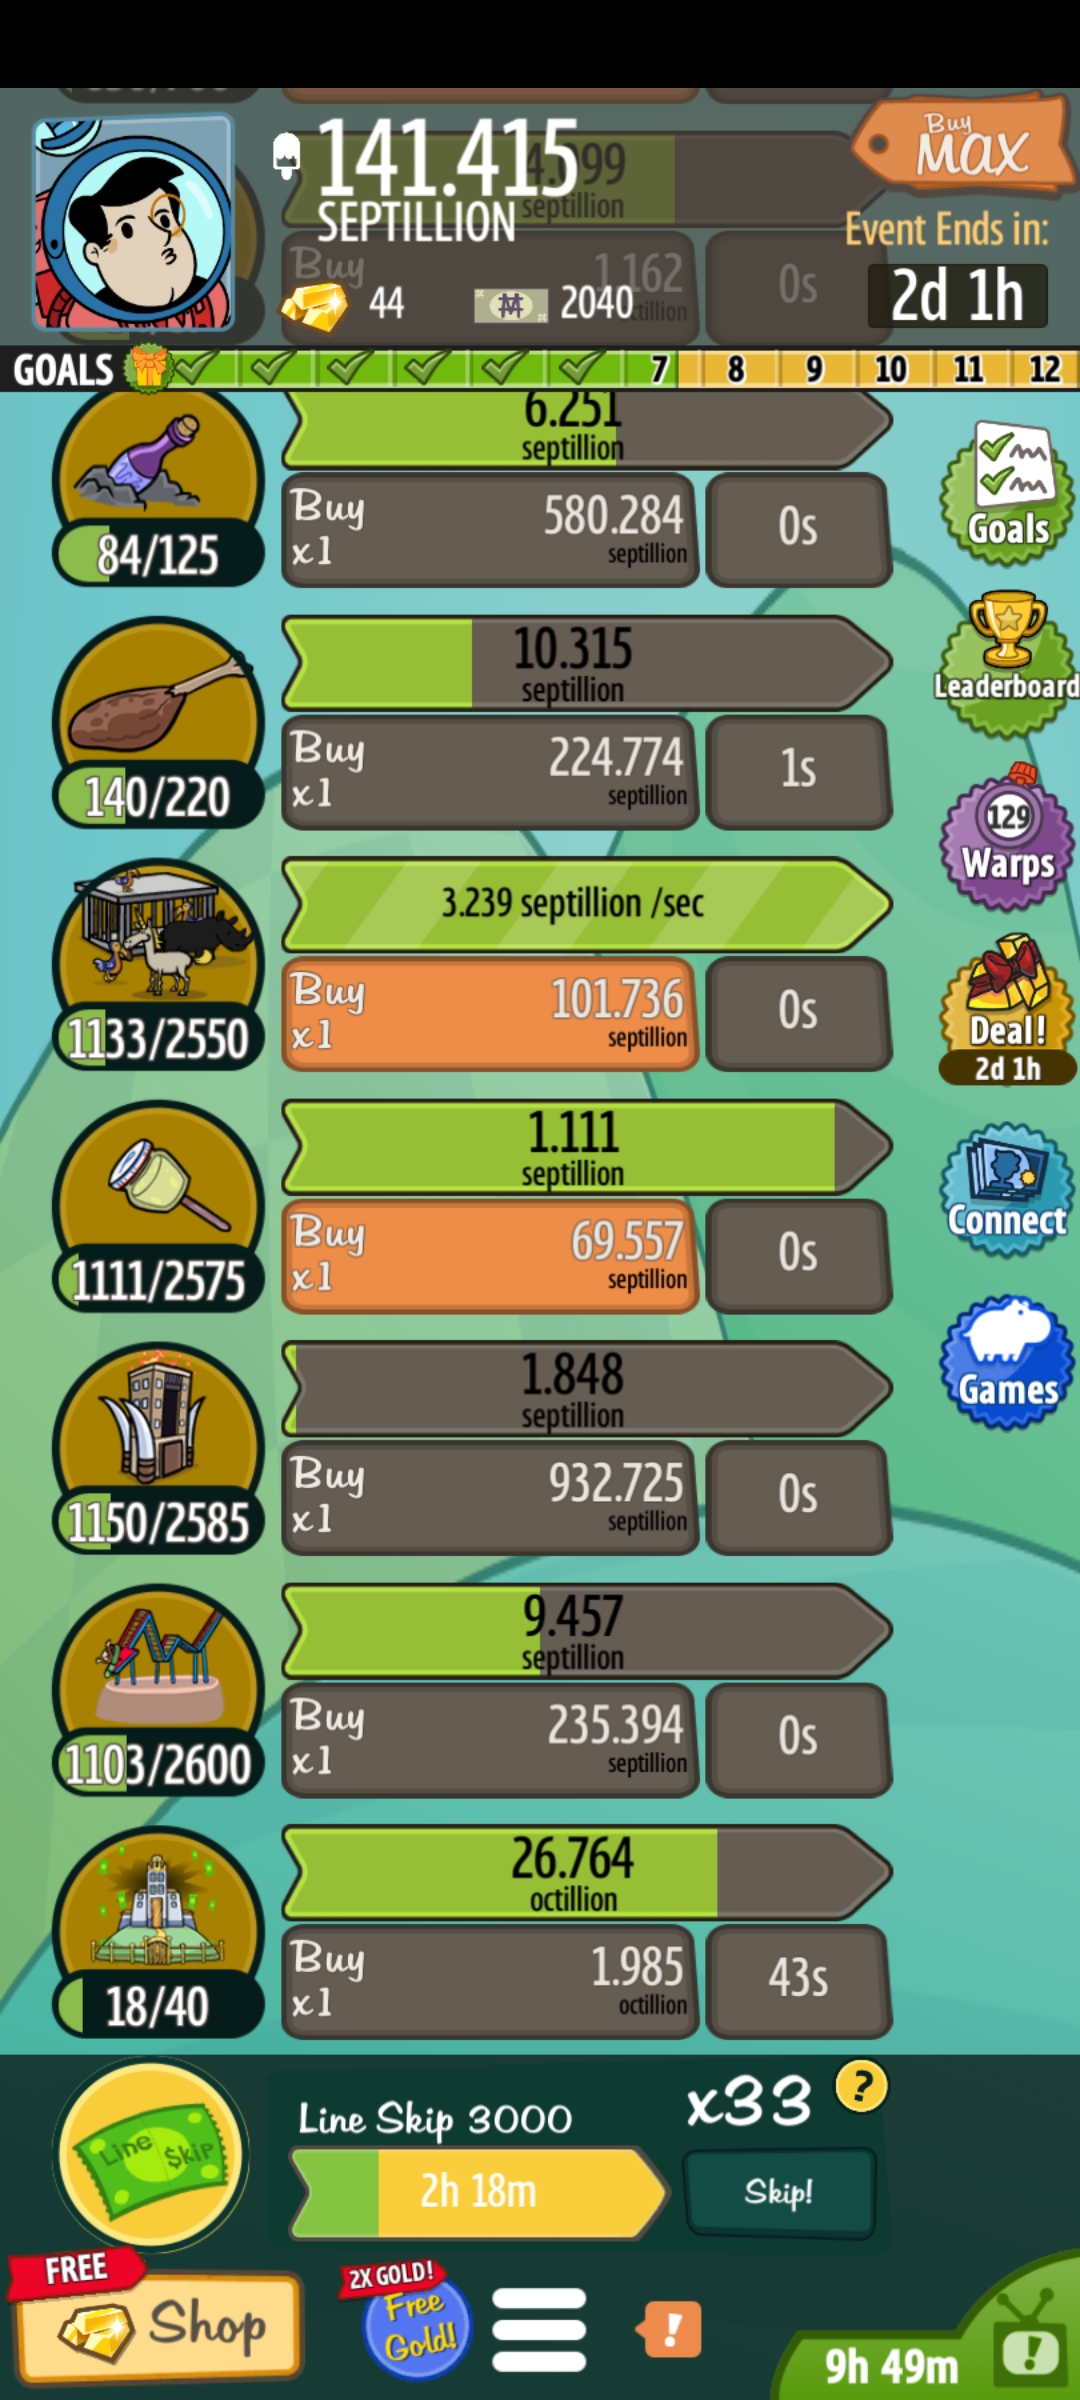 141.415
SEPTILLION
septillion
Buy
MAX
Event Ends in:
2d 1h
Buy
1.162
0s
44
2040
GOALS
7
8
9
10
11
12
6.251
septillion
Buy
x1
580.284
septillion
0s
84/125
Goals
10.315
septillion
Leaderboard
Buy
x1
224.774
septillion
1s
140/220
129
Warps
3.239 septillion /sec
Buy
x1
101.736
septillion
0s
1133/2550
Deal!
2d 1h
1.111
septillion
Buy
x1
69.557
septillion
0s
1111/2575
Connect
1.848
septillion
Games
Buy
x1
932.725
septillion
0s
1150/2585
9.457
septillion
Buy
x1
235.394
septillion
0s
1103/2600
26.764
octillion
Buy
x1
1.985
octillion
43s
18/40
Line Skip
Line Skip 3000
x33
?
2h 18m
Skip!
FREE
Shop
2X GOLD!
Free
Gold!
!
9h 49m
!